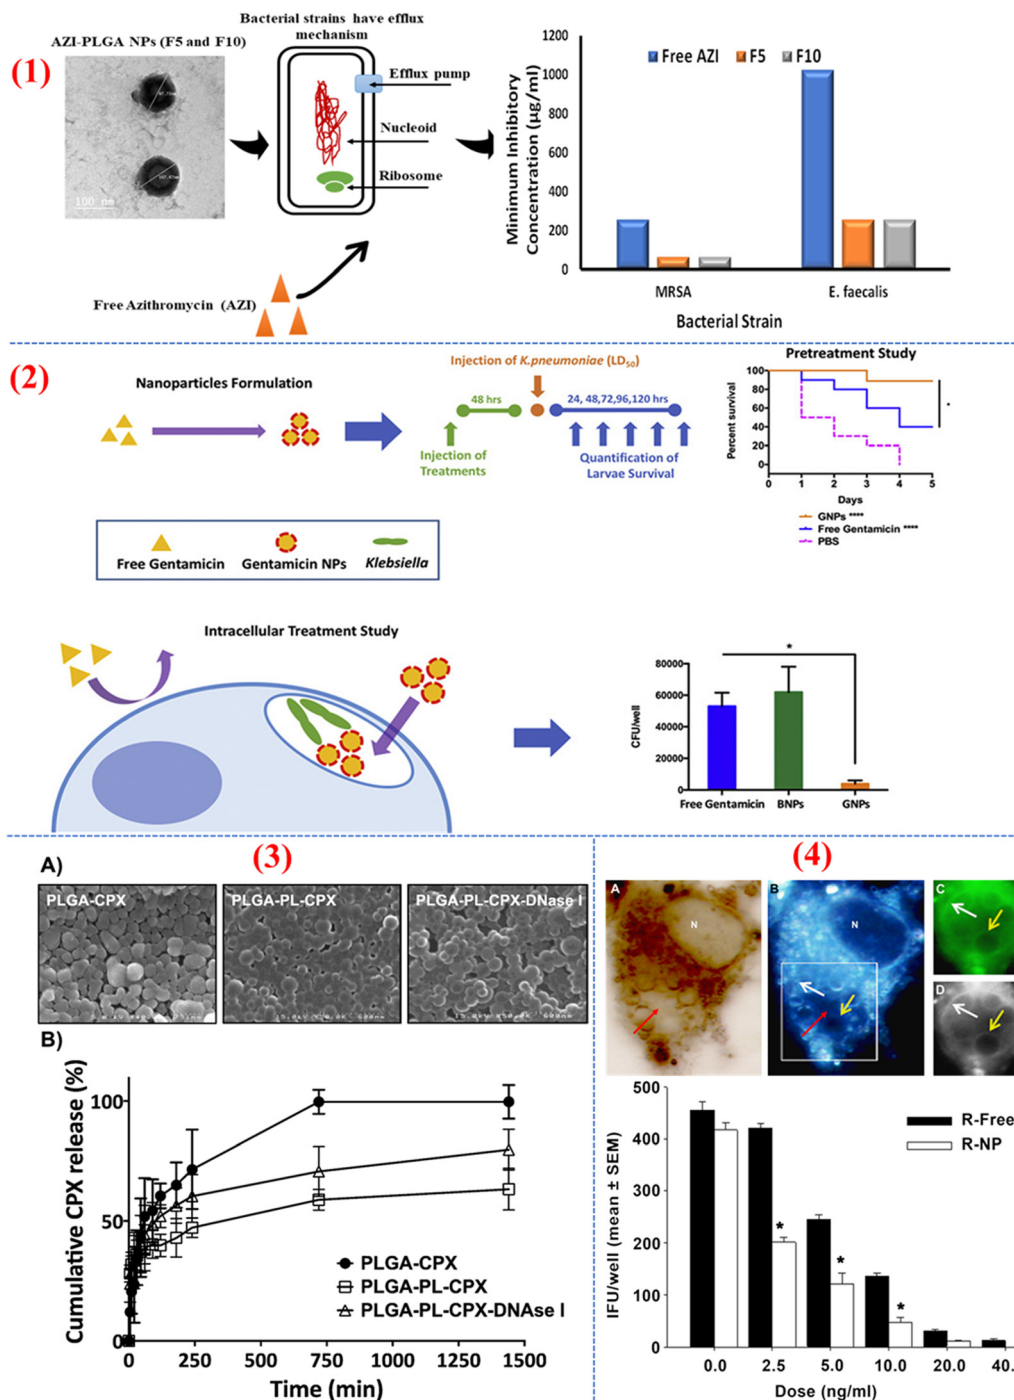 (1)
AZI-PLGA NPs (F5 and F10)
100 nm
Bacterial strains have efflux
mechanism
Efflux pump
Nucleoid
Ribosome
Free Azithromycin (AZI)
Minimum Inhibitory
Concentration (µg/ml)
1200
1000
800
600
400
200
0
Free AZI
F5
F10
MRSA
E. faecalis
Bacterial Strain
(2)
Nanoparticles Formulation
Injection of K.pneumoniae (LD50)
48 hrs
24, 48,72,96,120 hrs
Injection of
Treatments
Quantification of
Larvae Survival
Pretreatment Study
Percent survival
100
80
60
40
20
0
*
0 1 2 3 4 5
Days
GNPs ****
Free Gentamicin ****
PBS
Free Gentamicin
Gentamicin NPs
Klebsiella
Intracellular Treatment Study
CFU/well
80000
60000
40000
20000
0
*
Free Gentamicin
BNPs
GNPs
(3)
A)
PLGA-CPX
PLGA-PL-CPX
PLGA-PL-CPX-DNase I
B)
Cumulative CPX release (%)
100
50
0
0 250 500 750 1000 1250 1500
Time (min)
PLGA-CPX
PLGA-PL-CPX
PLGA-PL-CPX-DNAse I
(4)
A
N
B
N
C
D
IFU/well (mean ± SEM)
500
400
300
200
100
0
R-Free
R-NP
*
*
*
0.0 2.5 5.0 10.0 20.0 40.
Dose (ng/ml)